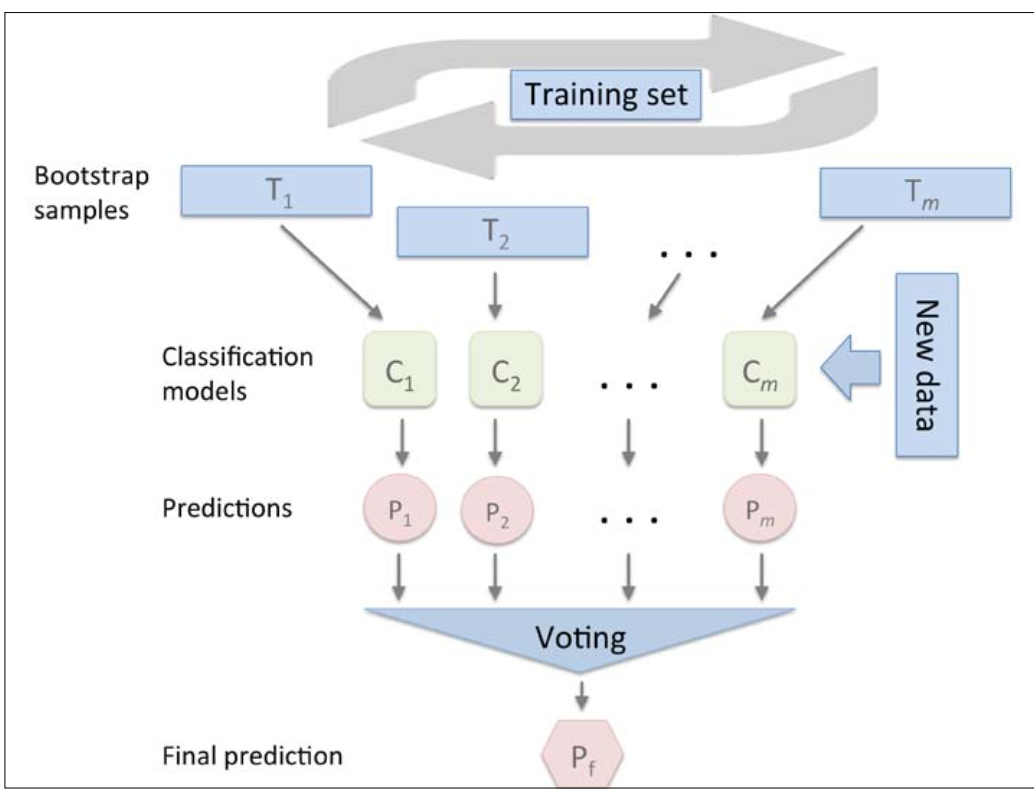 Training set
Bootstrap
samples
T1
T2
. . .
Tm
New data
Classification
models
C1
C2
. . .
Cm
Predictions
P1
P2
. . .
Pm
Voting
Final prediction
Pf